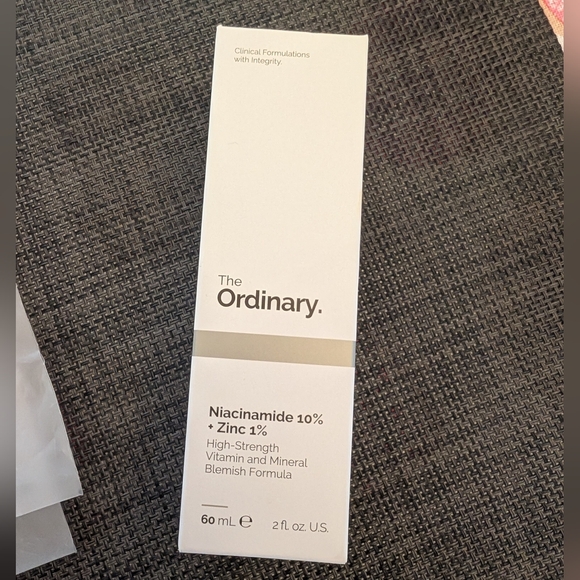 Clinical Formulations
with Integrity.
The
Ordinary.
Niacinamide 10%
+ Zinc 1%
High-Strength
Vitamin and Mineral
Blemish Formula
60 mL ℮ 2 fl. oz. U.S.